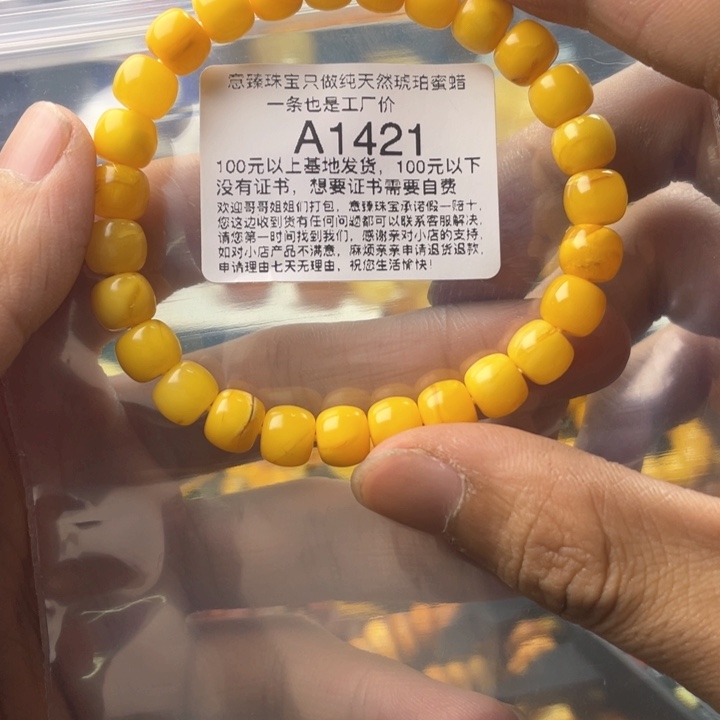 意臻珠宝只做纯天然琥珀蜜蜡
一条也是工厂价
A1421
100元以上基地发货，100元以下
没有证书，想要证书需要自费
欢迎哥哥姐姐们打包，意臻珠宝承诺假一赔十，
您这边收到货有任何问题都可以联系客服解决，
请您第一时间找到我们，感谢亲对小店的支持，
如对小店产品不满意，麻烦亲亲申请退货退款，
申请理由七天无理由，祝您生活愉快！